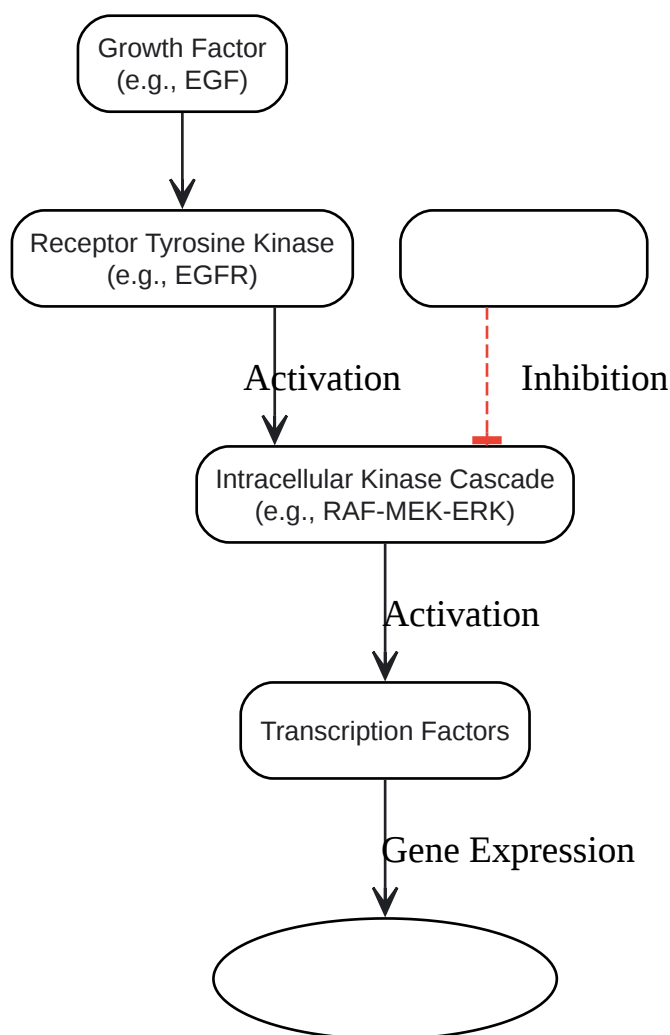 Growth Factor
(e.g., EGF)
Receptor Tyrosine Kinase
(e.g., EGFR)
Activation
Inhibition
Intracellular Kinase Cascade
(e.g., RAF-MEK-ERK)
Activation
Transcription Factors
Gene Expression